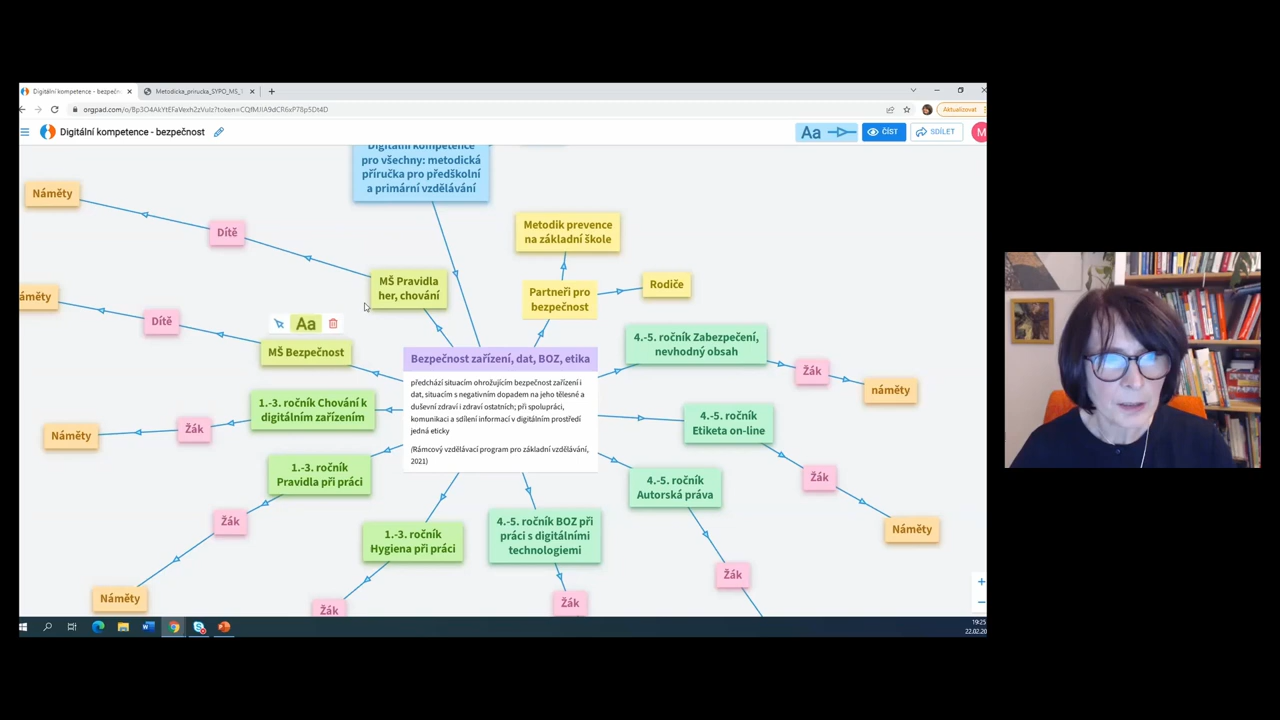 Digitální kompetence - bezpečn
Metodicka_prirucka_SYPO_MS_
orgpad.com/o/Bp3O4AkYtEFaVexh2zVulz?token=CQfMJIA9dCR6xP78p5Dt4D
Aktualizovat
Digitální kompetence - bezpečnost
Aa
ČÍST
SDÍLET
M
Digitální kompetence
pro všechny: metodická
příručka pro předškolní
a primární vzdělávání
Náměty
Dítě
Metodik prevence
na základní škole
MŠ Pravidla
her, chování
Partneři pro
bezpečnost
Rodiče
áměty
Dítě
Aa
MŠ Bezpečnost
Bezpečnost zařízení, dat, BOZ, etika
předchází situacím ohrožujícím bezpečnost zařízení i
dat, situacím s negativním dopadem na jeho tělesné a
duševní zdraví i zdraví ostatních; při spolupráci,
komunikaci a sdílení informací v digitálním prostředí
jedná eticky
(Rámcový vzdělávací program pro základní vzdělávání,
2021)
4.-5. ročník Zabezpečení,
nevhodný obsah
Žák
náměty
1.-3. ročník Chování k
digitálním zařízením
Žák
Náměty
4.-5. ročník
Etiketa on-line
Žák
Náměty
1.-3. ročník
Pravidla při práci
Žák
Náměty
4.-5. ročník
Autorská práva
Žák
1.-3. ročník
Hygiena při práci
Žák
4.-5. ročník BOZ při
práci s digitálními
technologiemi
Žák
19:25
22.02.20